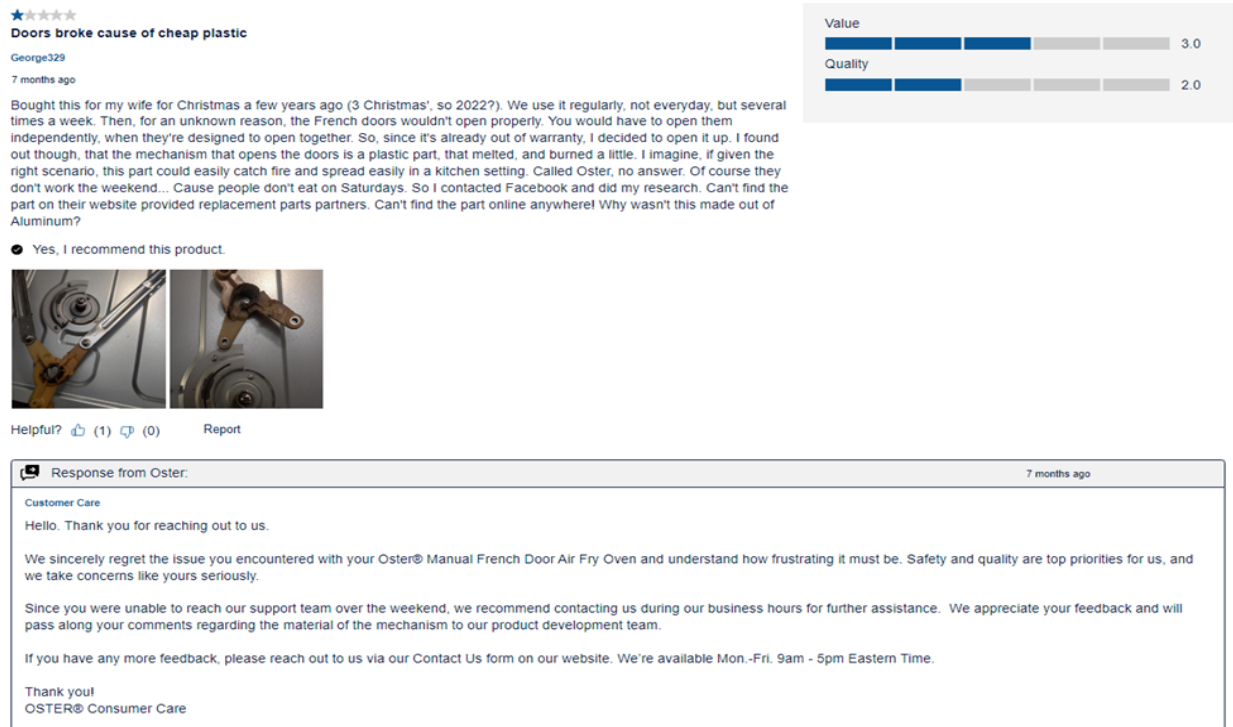 Doors broke cause of cheap plastic
George329
7 months ago
Bought this for my wife for Christmas a few years ago (3 Christmas', so 2022?). We use it regularly, not everyday, but several
times a week. Then, for an unknown reason, the French doors wouldn't open properly. You would have to open them
independently, when they're designed to open together. So, since it's already out of warranty, I decided to open it up. I found
out though, that the mechanism that opens the doors is a plastic part, that melted, and burned a little. I imagine, if given the
right scenario, this part could easily catch fire and spread easily in a kitchen setting. Called Oster, no answer. Of course they
don't work the weekend... Cause people don't eat on Saturdays. So I contacted Facebook and did my research. Can't find the
part on their website provided replacement parts partners. Can't find the part online anywhere! Why wasn't this made out of
Aluminum?
Yes, I recommend this product.
Helpful? (1) (0) Report
Value
3.0
Quality
2.0
Response from Oster: 7 months ago
Customer Care
Hello. Thank you for reaching out to us.
We sincerely regret the issue you encountered with your Oster® Manual French Door Air Fry Oven and understand how frustrating it must be. Safety and quality are top priorities for us, and
we take concerns like yours seriously.
Since you were unable to reach our support team over the weekend, we recommend contacting us during our business hours for further assistance. We appreciate your feedback and will
pass along your comments regarding the material of the mechanism to our product development team.
If you have any more feedback, please reach out to us via our Contact Us form on our website. We're available Mon.-Fri. 9am - 5pm Eastern Time.
Thank you!
OSTER® Consumer Care